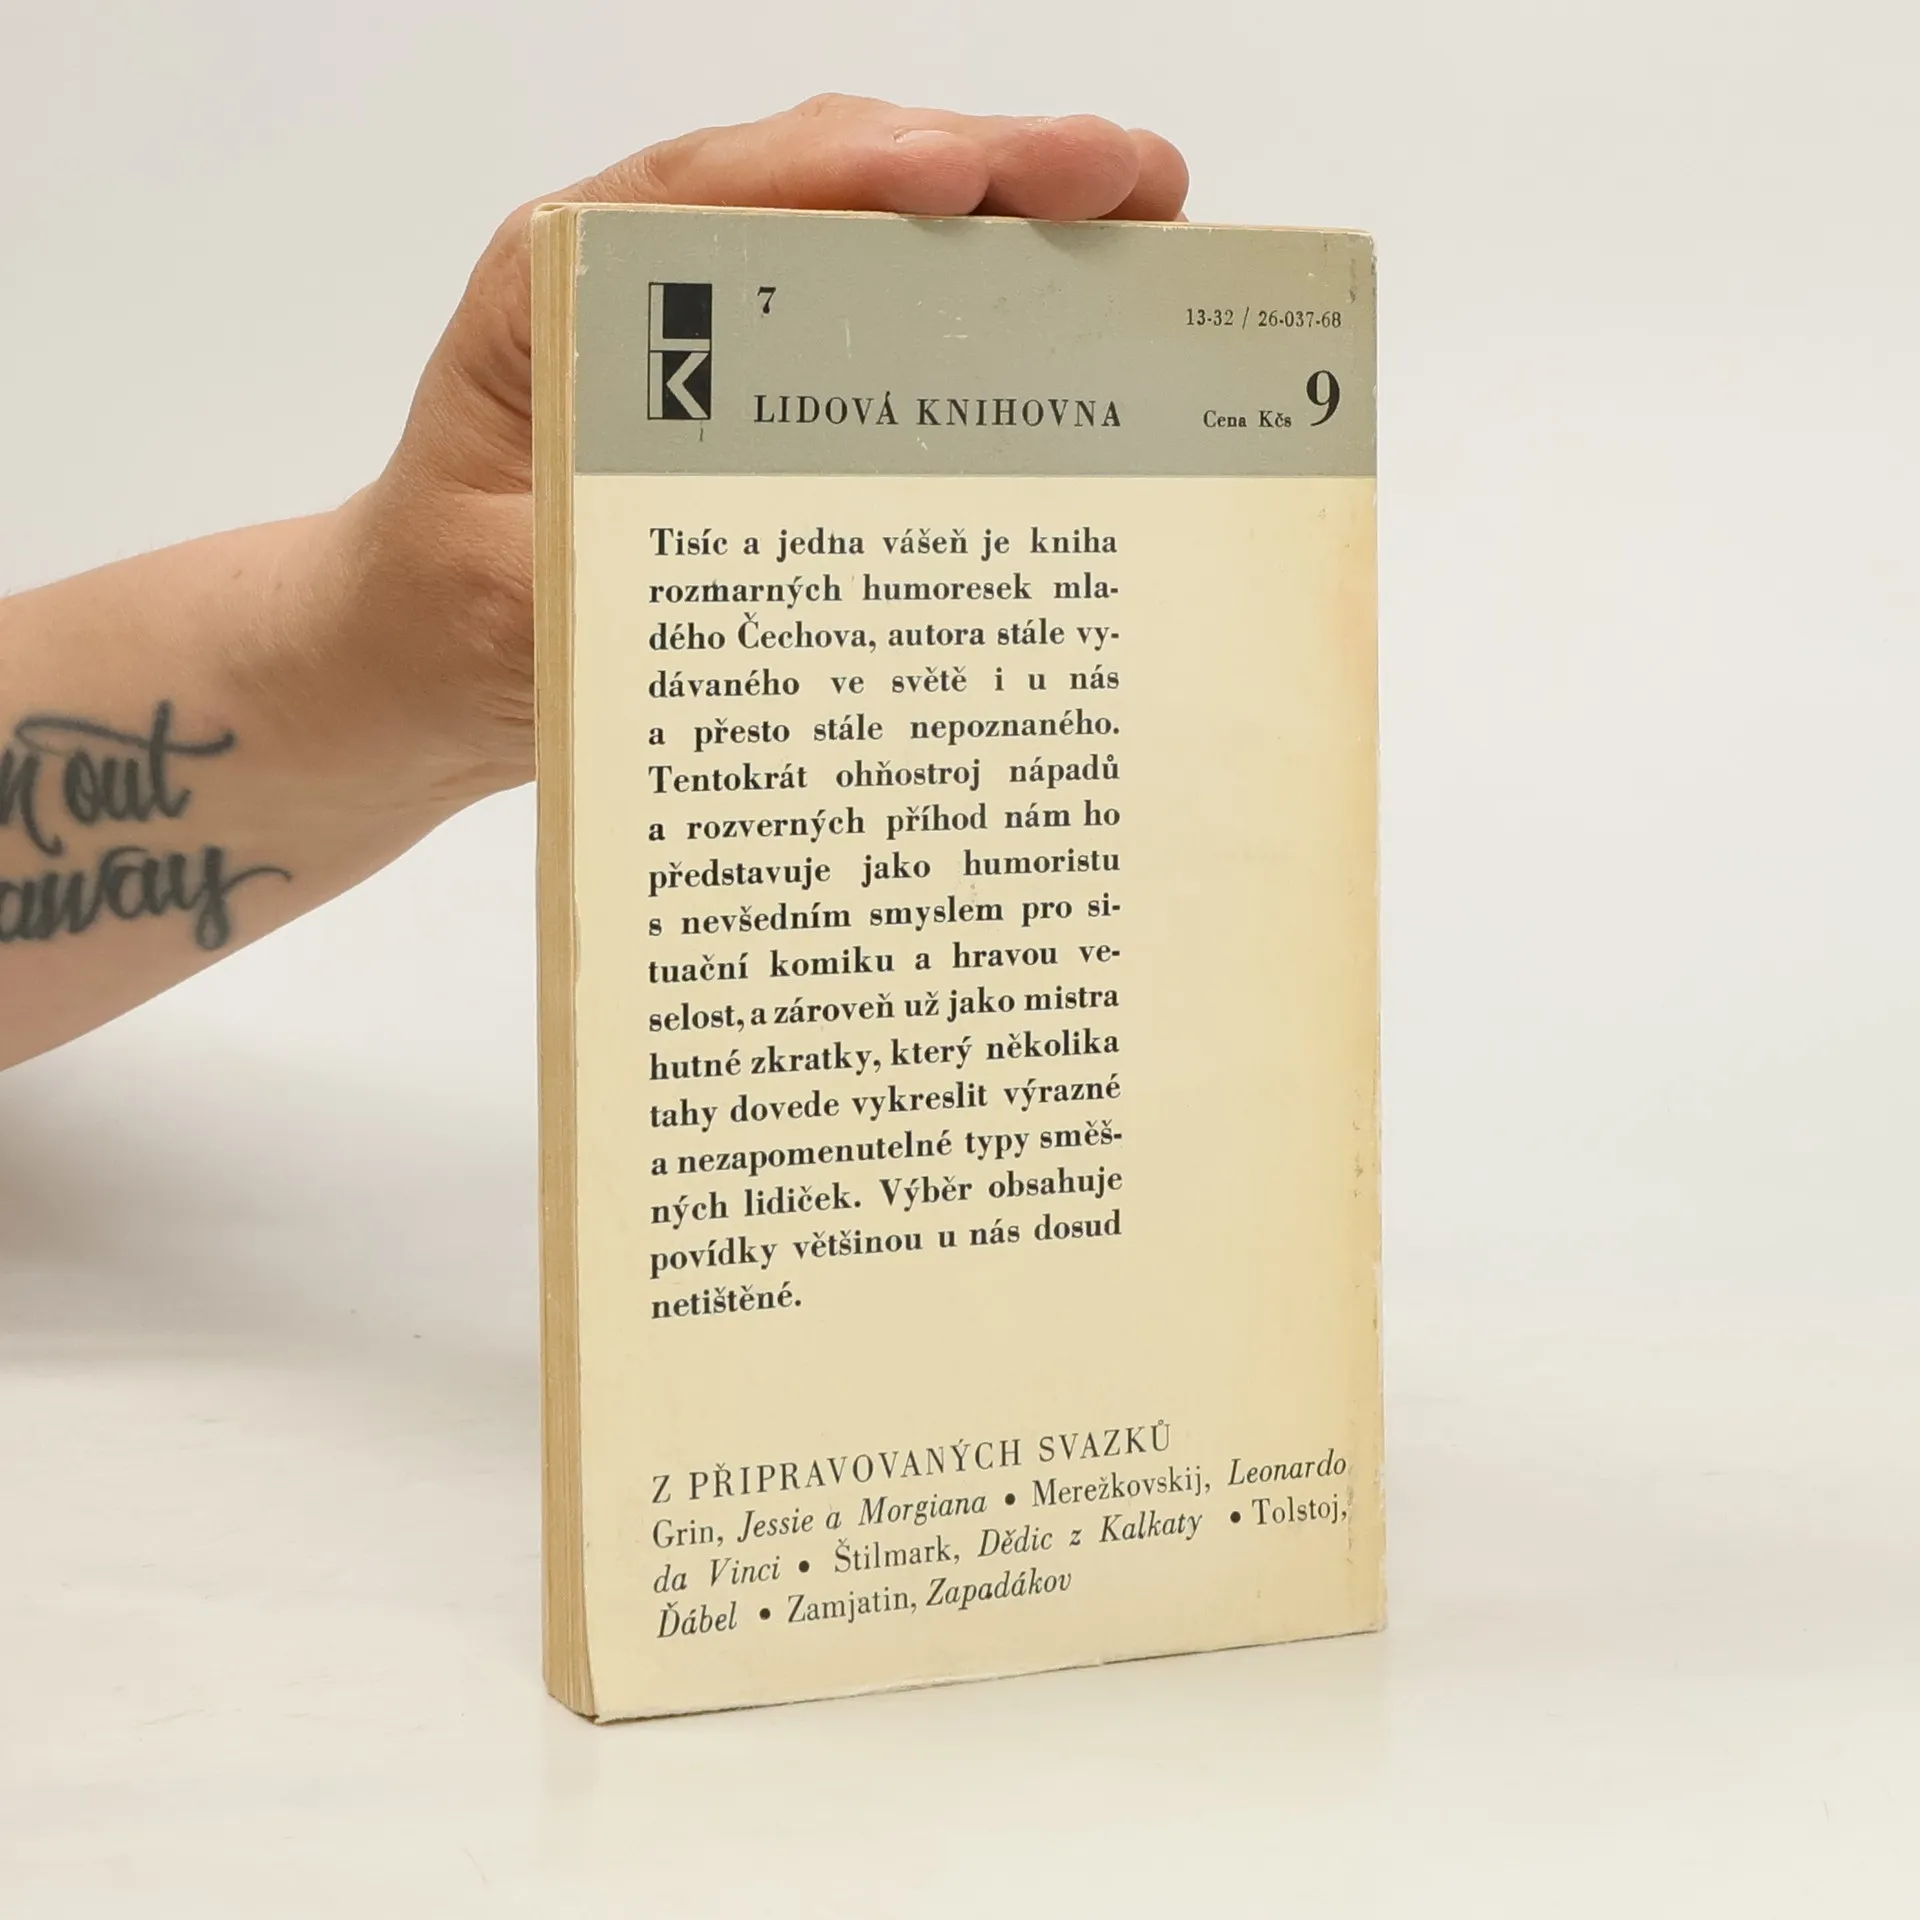 LK
7
13-32 / 26-037-68
LIDOVÁ KNIHOVNA
Cena Kčs 9
Tisíc a jedna vášeň je kniha
rozmarných humoresek mla-
dého Čechova, autora stále vy-
dávaného ve světě i u nás
a přesto stále nepoznaného.
Tentokrát ohňostroj nápadů
a rozverných příhod nám ho
představuje jako humoristu
s nevšedním smyslem pro si-
tuační komiku a hravou ve-
selost, a zároveň už jako mistra
hutné zkratky, který několika
tahy dovede vykreslit výrazné
a nezapomenutelné typy směš-
ných lidiček. Výběr obsahuje
povídky většinou u nás dosud
netištěné.
Z PŘIPRAVOVANÝCH SVAZKŮ
Grin, Jessie a Morgiana • Merežkovskij, Leonardo
da Vinci • Štilmark, Dědic z Kalkaty • Tolstoj,
Ďábel • Zamjatin, Zapadákov
out
away